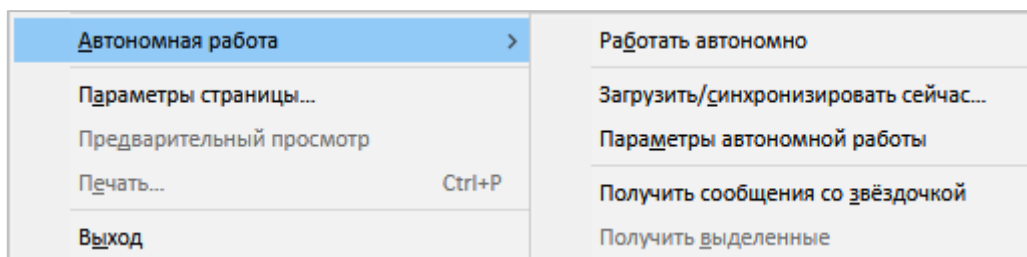 Автономная работа
Параметры страницы...
Предварительный просмотр
Печать... Ctrl+P
Выход
Работать автономно
Загрузить/синхронизировать сейчас...
Параметры автономной работы
Получить сообщения со звёздочкой
Получить выделенные